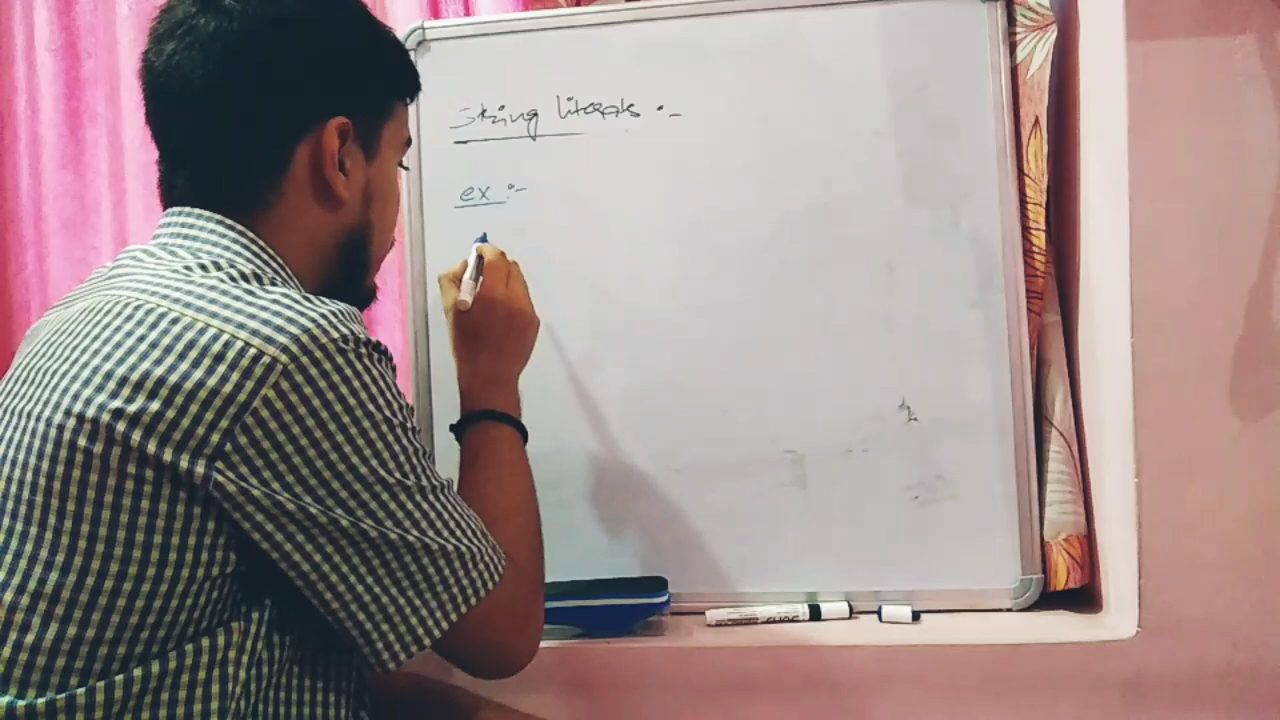 String literals :-
ex :-